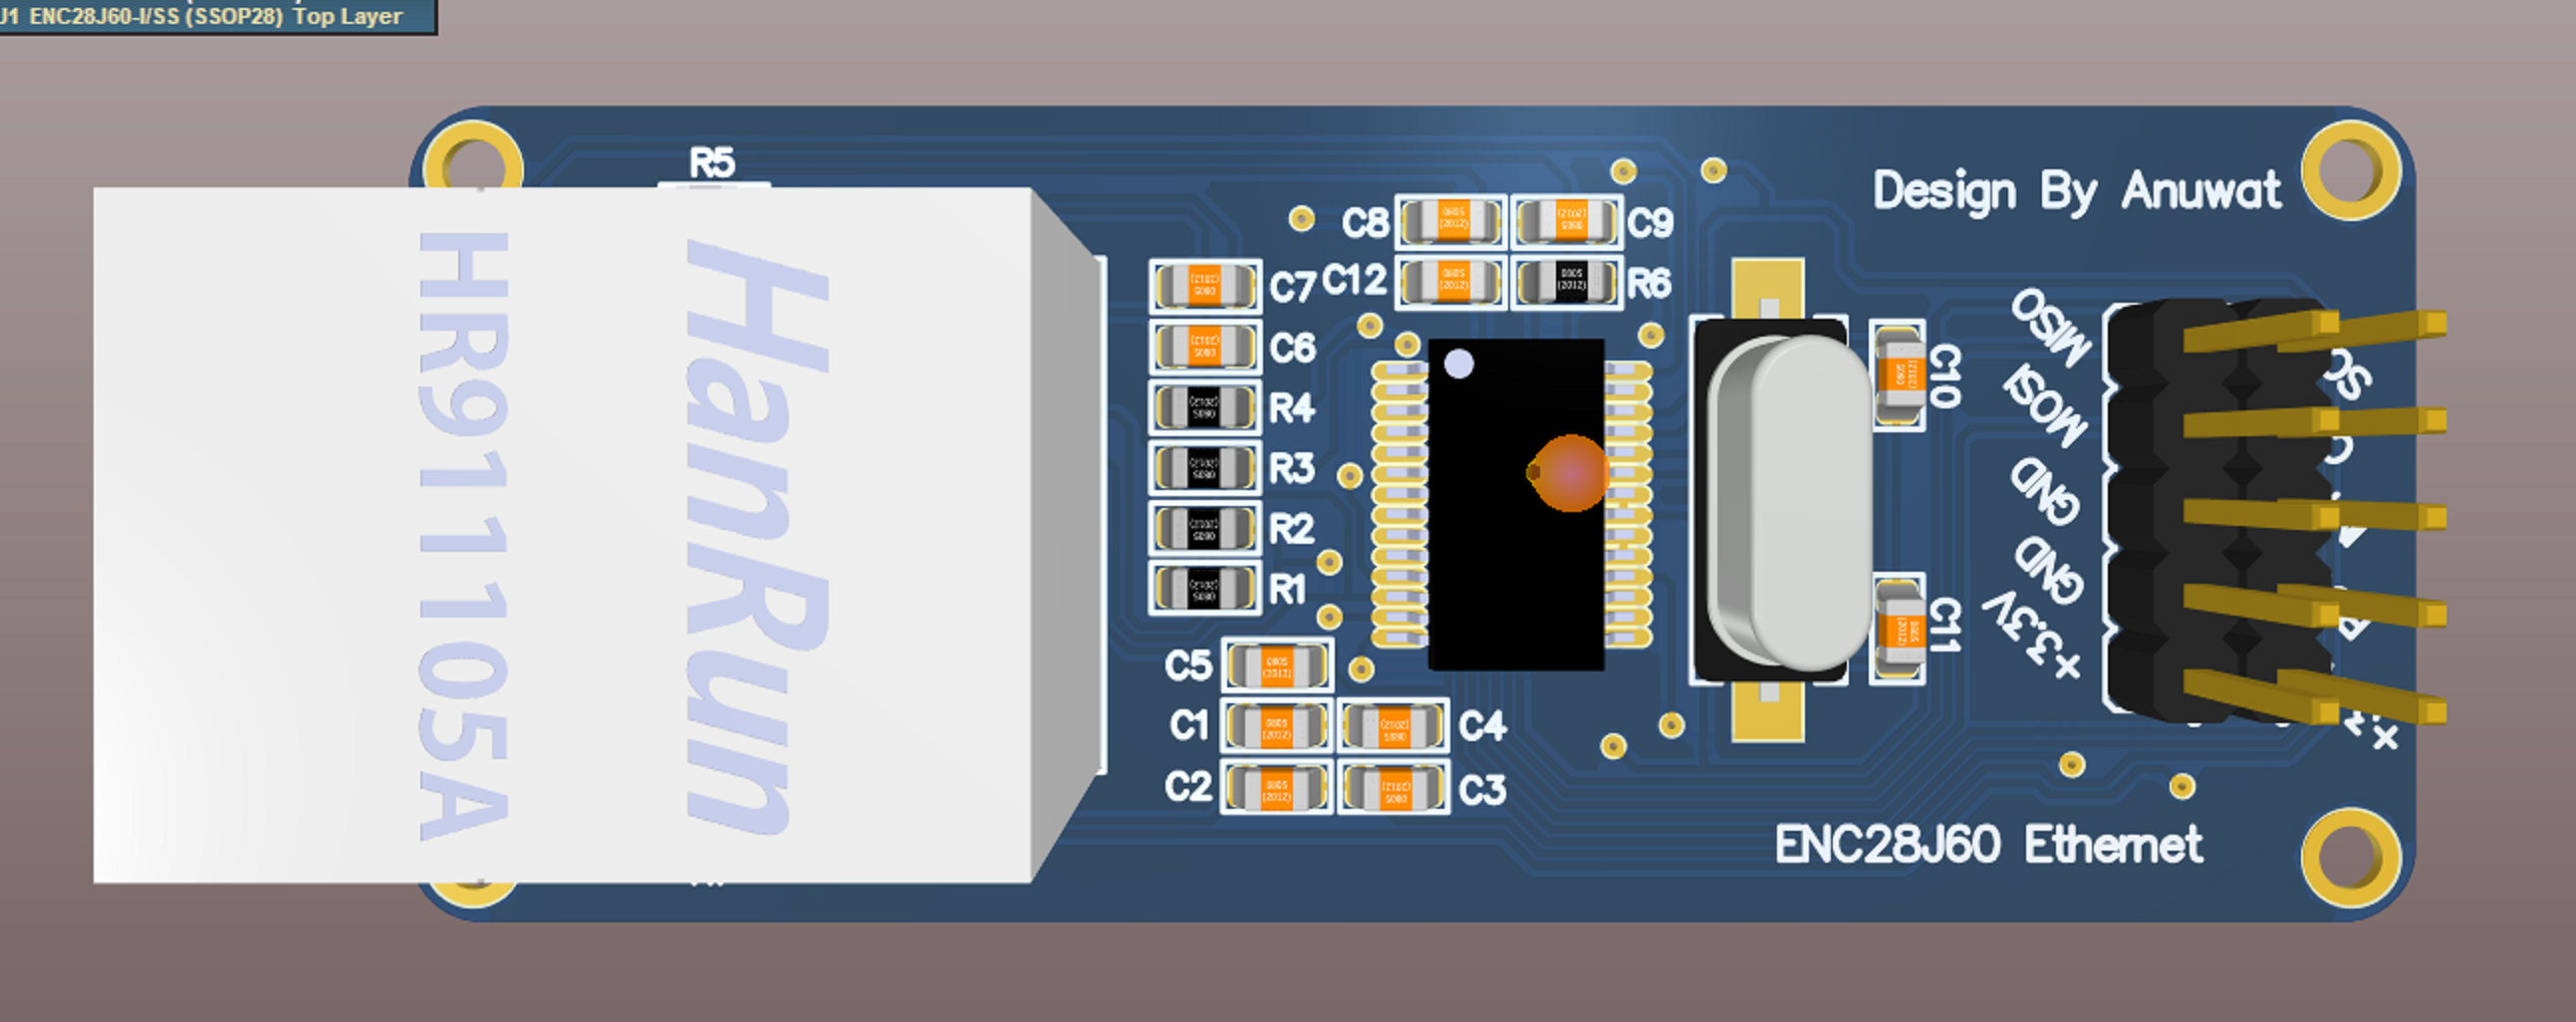 J1 ENC28J60-I/SS (SSOP28) Top Layer
R5
Design By Anuwat
C8
C9
C7
C12
R6
C6
C10
R4
R3
R2
R1
C5
C11
C1
C4
C2
C3
HanRun
HR911105A
MISO
MOSI
GND
GND
+3.3V
SC
ENC28J60 Ethernet